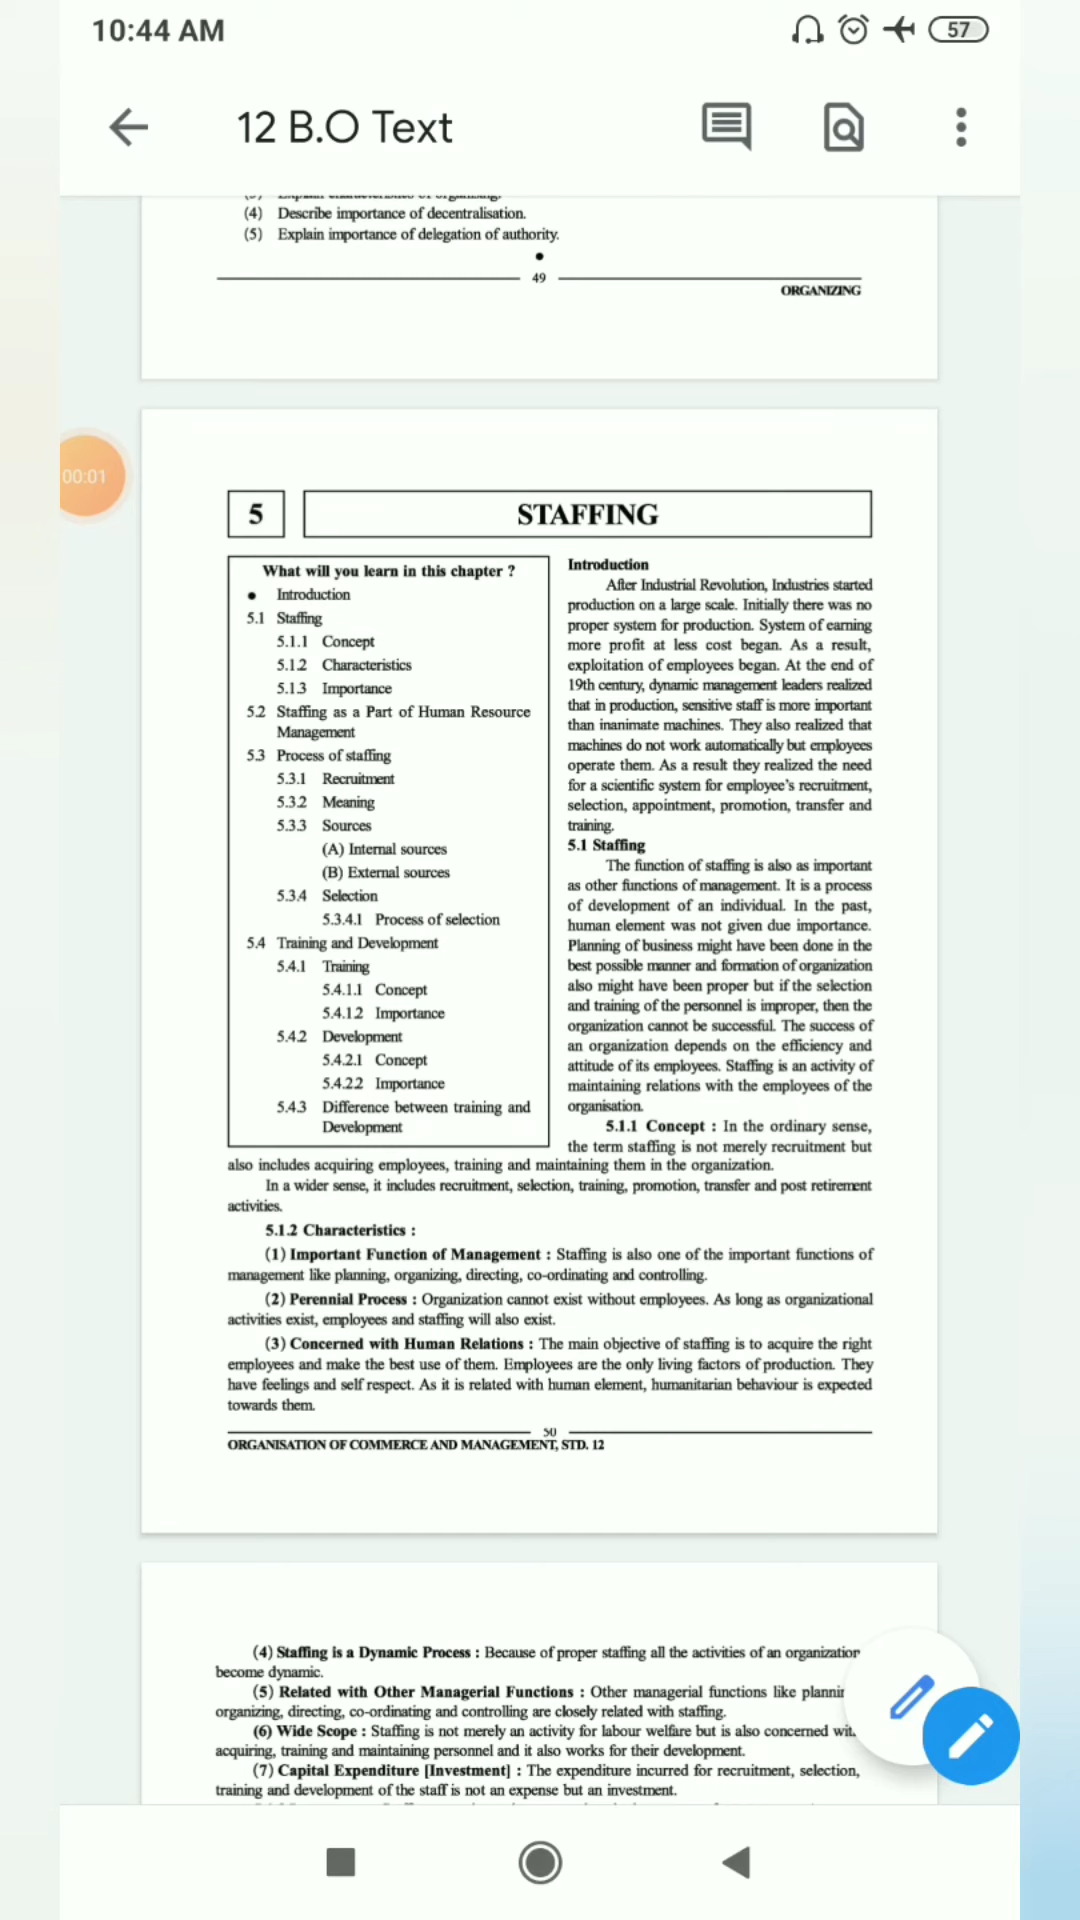 10:44 AM
57
12 B.O Text
(4) Describe importance of decentralisation.
(5) Explain importance of delegation of authority.
49
ORGANIZING
00:01
5
STAFFING
What will you learn in this chapter ?
● Introduction
5.1 Staffing
5.1.1 Concept
5.1.2 Characteristics
5.1.3 Importance
5.2 Staffing as a Part of Human Resource
Management
5.3 Process of staffing
5.3.1 Recruitment
5.3.2 Meaning
5.3.3 Sources
(A) Internal sources
(B) External sources
5.3.4 Selection
5.3.4.1 Process of selection
5.4 Training and Development
5.4.1 Training
5.4.1.1 Concept
5.4.1.2 Importance
5.4.2 Development
5.4.2.1 Concept
5.4.2.2 Importance
5.4.3 Difference between training and
Development
Introduction
After Industrial Revolution, Industries started
production on a large scale. Initially there was no
proper system for production. System of earning
more profit at less cost began. As a result,
exploitation of employees began. At the end of
19th century, dynamic management leaders realized
that in production, sensitive staff is more important
than inanimate machines. They also realized that
machines do not work automatically but employees
operate them. As a result they realized the need
for a scientific system for employee's recruitment,
selection, appointment, promotion, transfer and
training.
5.1 Staffing
The function of staffing is also as important
as other functions of management. It is a process
of development of an individual. In the past,
human element was not given due importance.
Planning of business might have been done in the
best possible manner and formation of organization
also might have been proper but if the selection
and training of the personnel is improper, then the
organization cannot be successful. The success of
an organization depends on the efficiency and
attitude of its employees. Staffing is an activity of
maintaining relations with the employees of the
organisation.
5.1.1 Concept : In the ordinary sense,
the term staffing is not merely recruitment but
also includes acquiring employees, training and maintaining them in the organization.
In a wider sense, it includes recruitment, selection, training, promotion, transfer and post retirement
activities.
5.1.2 Characteristics :
(1) Important Function of Management : Staffing is also one of the important functions of
management like planning, organizing, directing, co-ordinating and controlling.
(2) Perennial Process : Organization cannot exist without employees. As long as organizational
activities exist, employees and staffing will also exist.
(3) Concerned with Human Relations : The main objective of staffing is to acquire the right
employees and make the best use of them. Employees are the only living factors of production. They
have feelings and self respect. As it is related with human element, humanitarian behaviour is expected
towards them.
50
ORGANISATION OF COMMERCE AND MANAGEMENT, STD. 12
(4) Staffing is a Dynamic Process : Because of proper staffing all the activities of an organization
become dynamic.
(5) Related with Other Managerial Functions : Other managerial functions like
organizing, directing, co-ordinating and controlling are closely related with staffing.
(6) Wide Scope : Staffing is not merely an activity for labour welfare but is also concerned
acquiring, training and maintaining personnel and it also works for their development.
(7) Capital Expenditure [Investment] : The expenditure incurred for recruitment, selection,
training and development of the staff is not an expense but an investment.